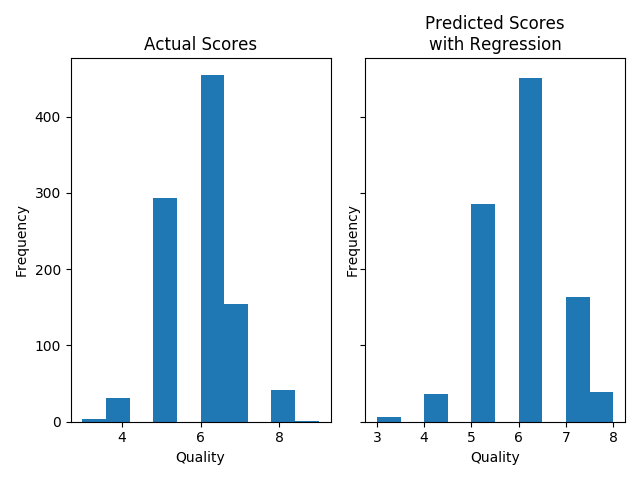 Actual Scores
Frequency
400
300
200
100
0
4 6 8
Quality
Predicted Scores
with Regression
Frequency
3 4 5 6 7 8
Quality